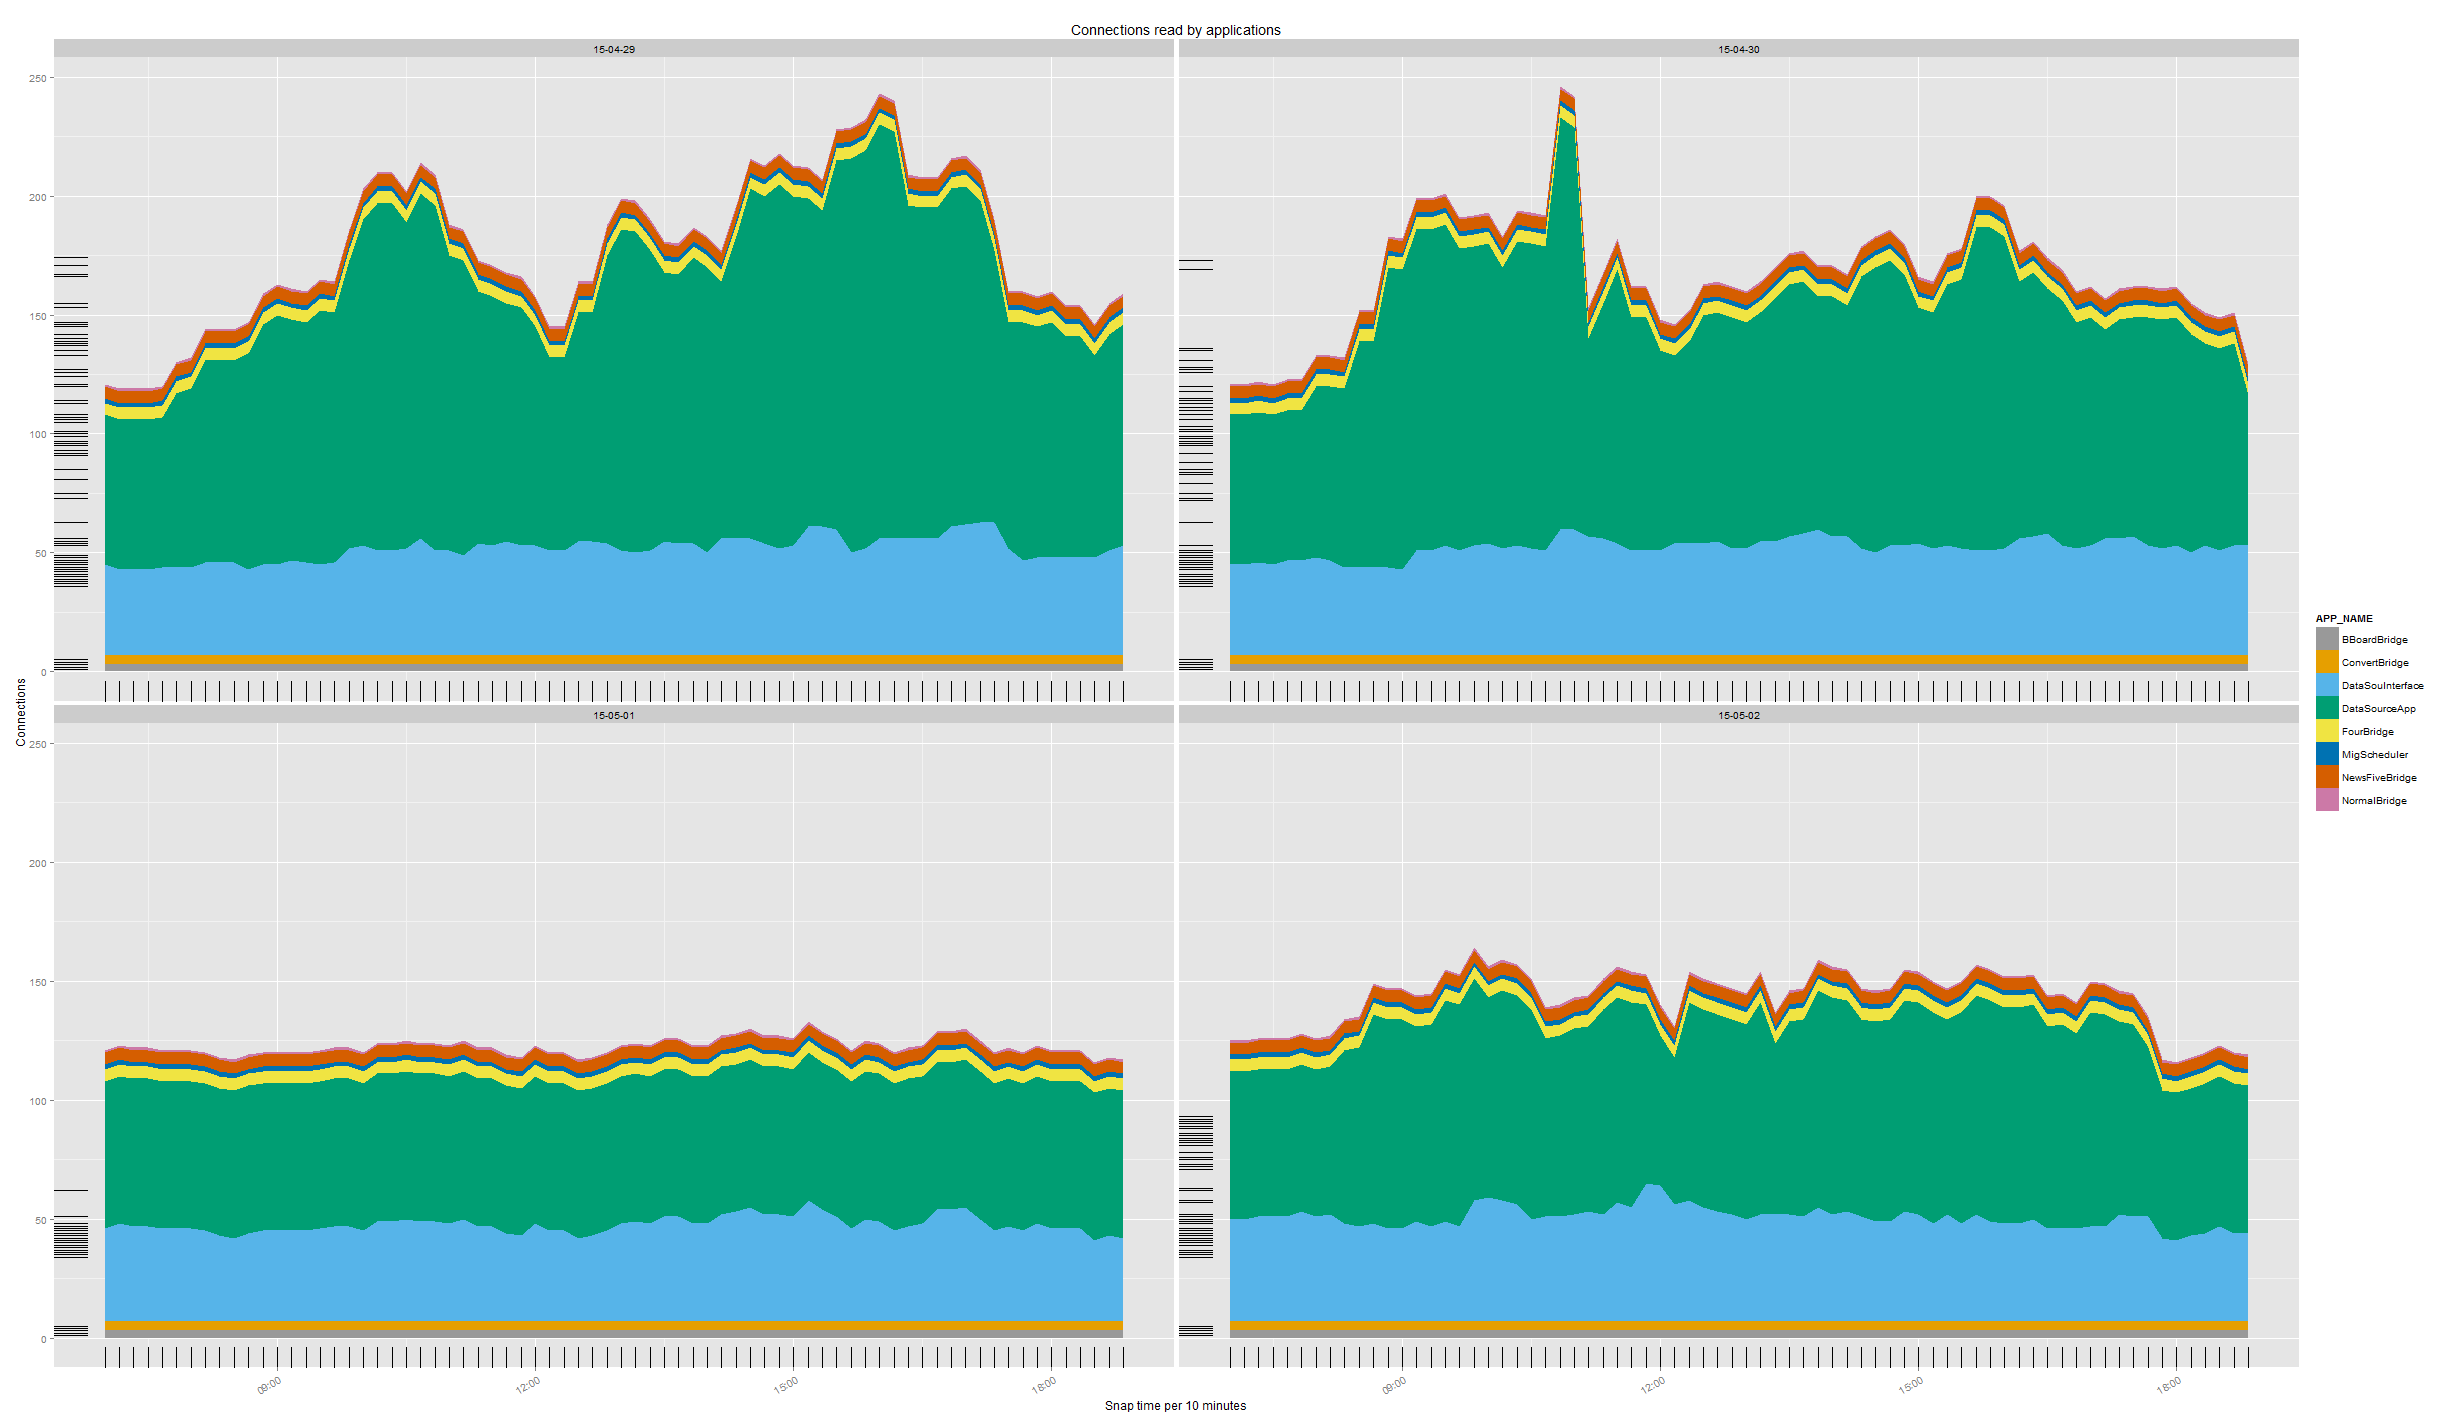 Connections read by applications
15-04-29
15-04-30
250
200
150
100
50
0
Connections
15-05-01
15-05-02
250
200
150
100
50
0
09:00
12:00
15:00
18:00
09:00
12:00
15:00
18:00
Snap time per 10 minutes
APP_NAME
BBoardBridge
ConvertBridge
DataSouInterface
DataSourceApp
FourBridge
MigScheduler
NewsFiveBridge
NormalBridge